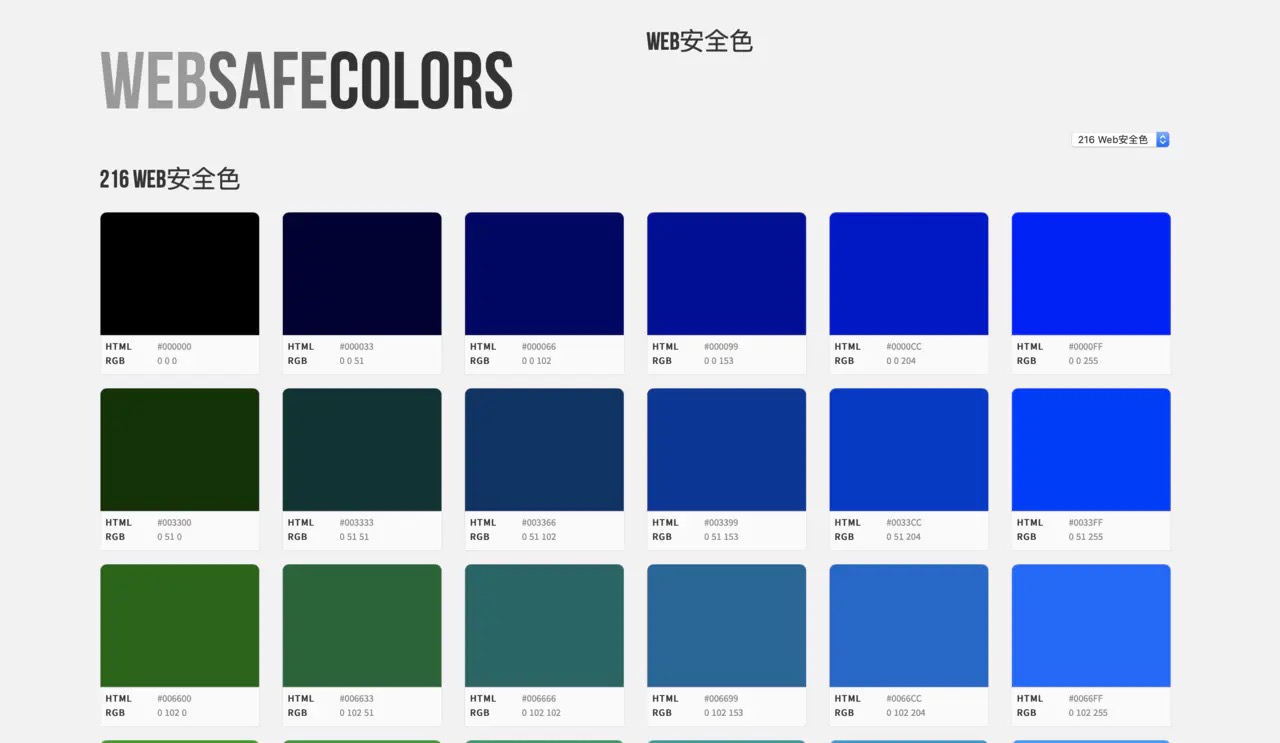 WEBSAFECOLORS
WEB安全色
216 Web安全色
216 WEB安全色
HTML #000000
RGB 0 0 0
HTML #000033
RGB 0 0 51
HTML #000066
RGB 0 0 102
HTML #000099
RGB 0 0 153
HTML #0000CC
RGB 0 0 204
HTML #0000FF
RGB 0 0 255
HTML #003300
RGB 0 51 0
HTML #003333
RGB 0 51 51
HTML #003366
RGB 0 51 102
HTML #003399
RGB 0 51 153
HTML #0033CC
RGB 0 51 204
HTML #0033FF
RGB 0 51 255
HTML #006600
RGB 0 102 0
HTML #006633
RGB 0 102 51
HTML #006666
RGB 0 102 102
HTML #006699
RGB 0 102 153
HTML #0066CC
RGB 0 102 204
HTML #0066FF
RGB 0 102 255